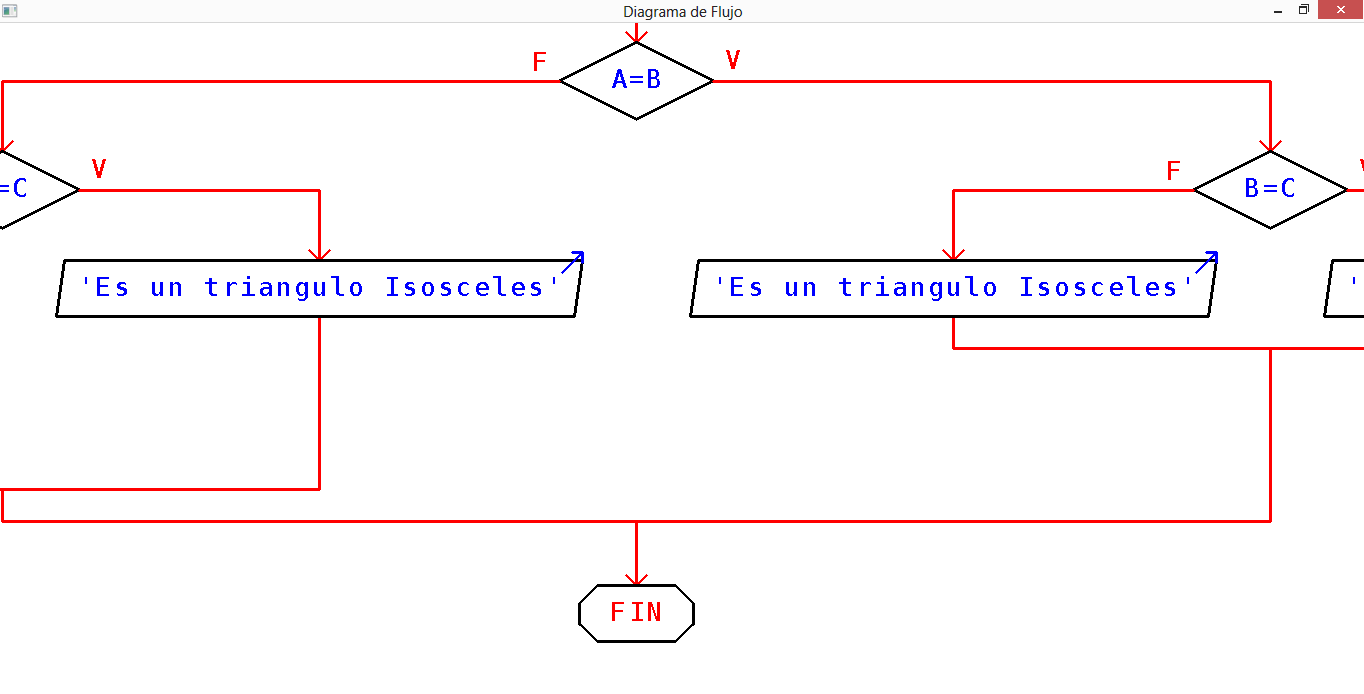 Diagrama de Flujo
F
A=B
V
=C
V
F
B=C
'Es un triangulo Isosceles'
'Es un triangulo Isosceles'
'
FIN